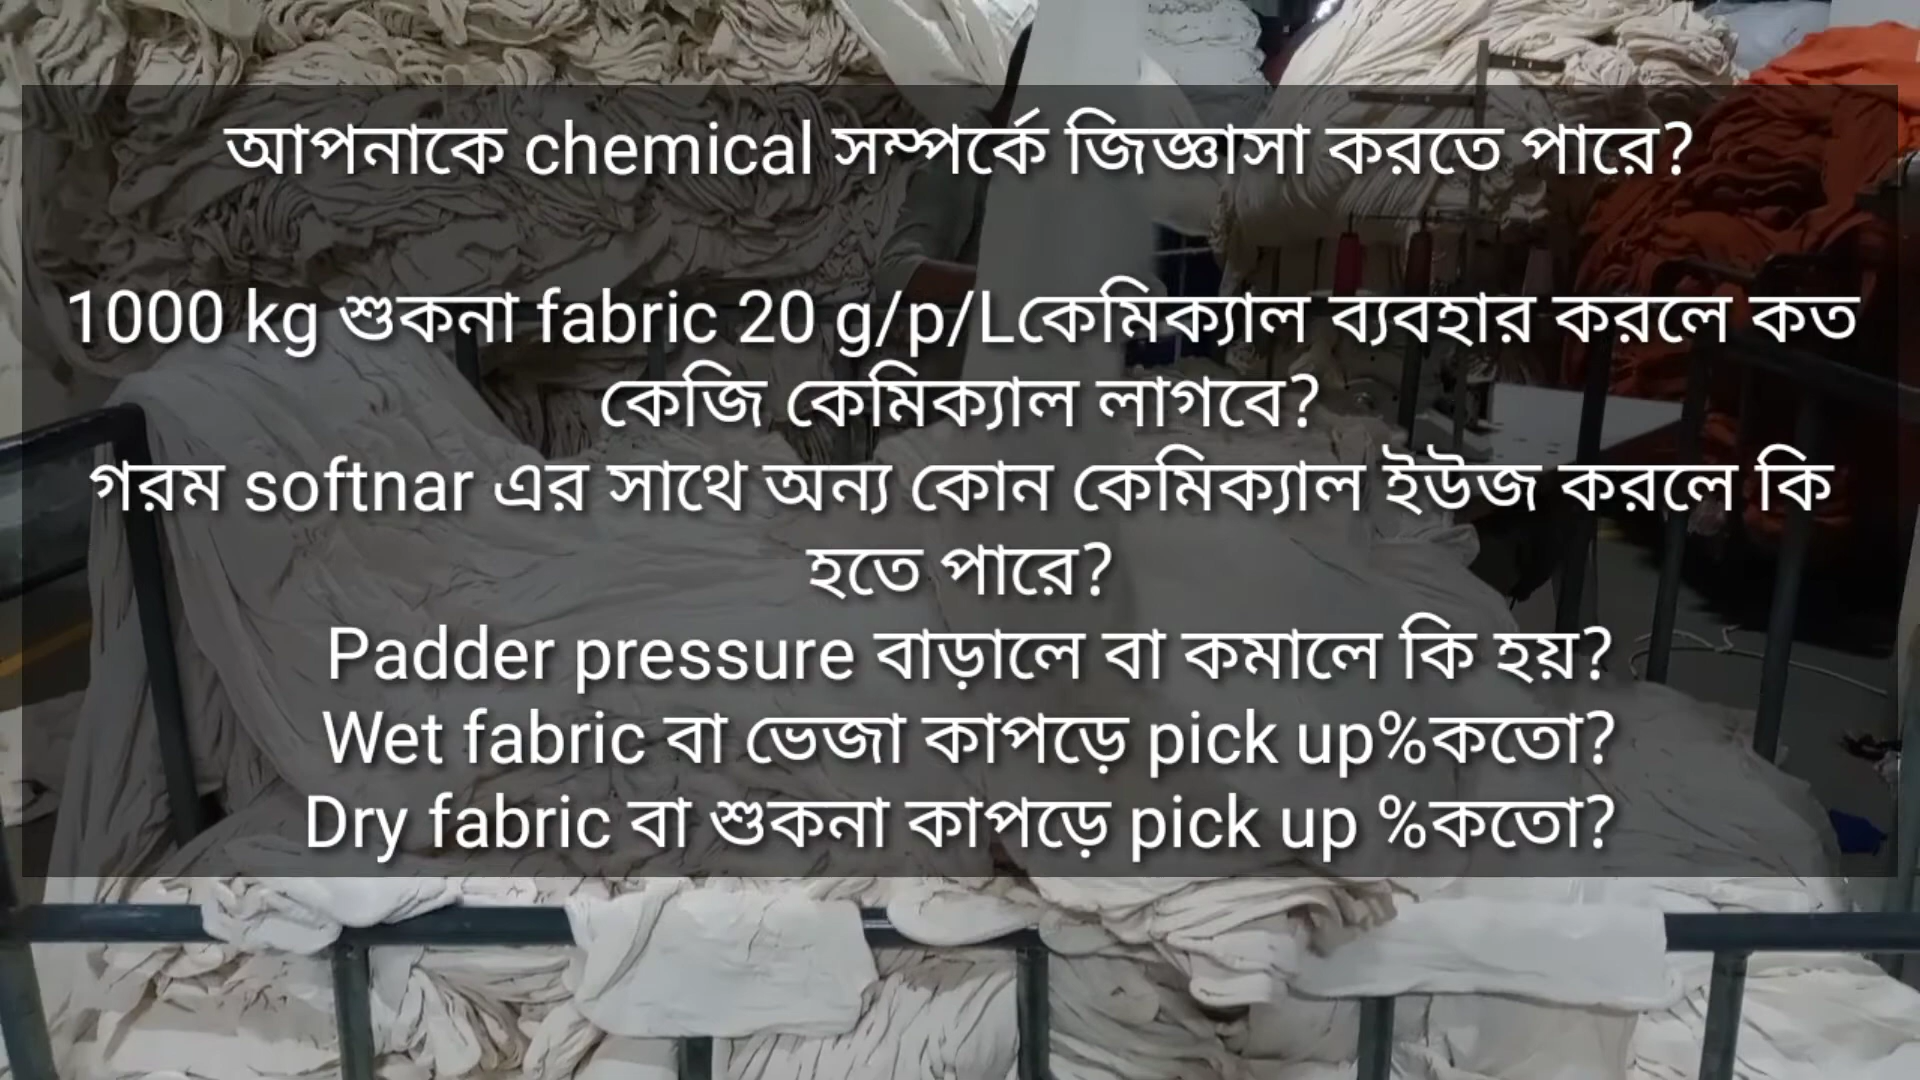 আপনাকে chemical সম্পর্কে জিজ্ঞাসা করতে পারে?
1000 kg শুকনা fabric 20 g/p/Lকেমিক্যাল ব্যবহার করলে কত
কেজি কেমিক্যাল লাগবে?
গরম softnar এর সাথে অন্য কোন কেমিক্যাল ইউজ করলে কি
হতে পারে?
Padder pressure বাড়ালে বা কমালে কি হয়?
Wet fabric বা ভেজা কাপড়ে pick up%কতো?
Dry fabric বা শুকনা কাপড়ে pick up %কতো?